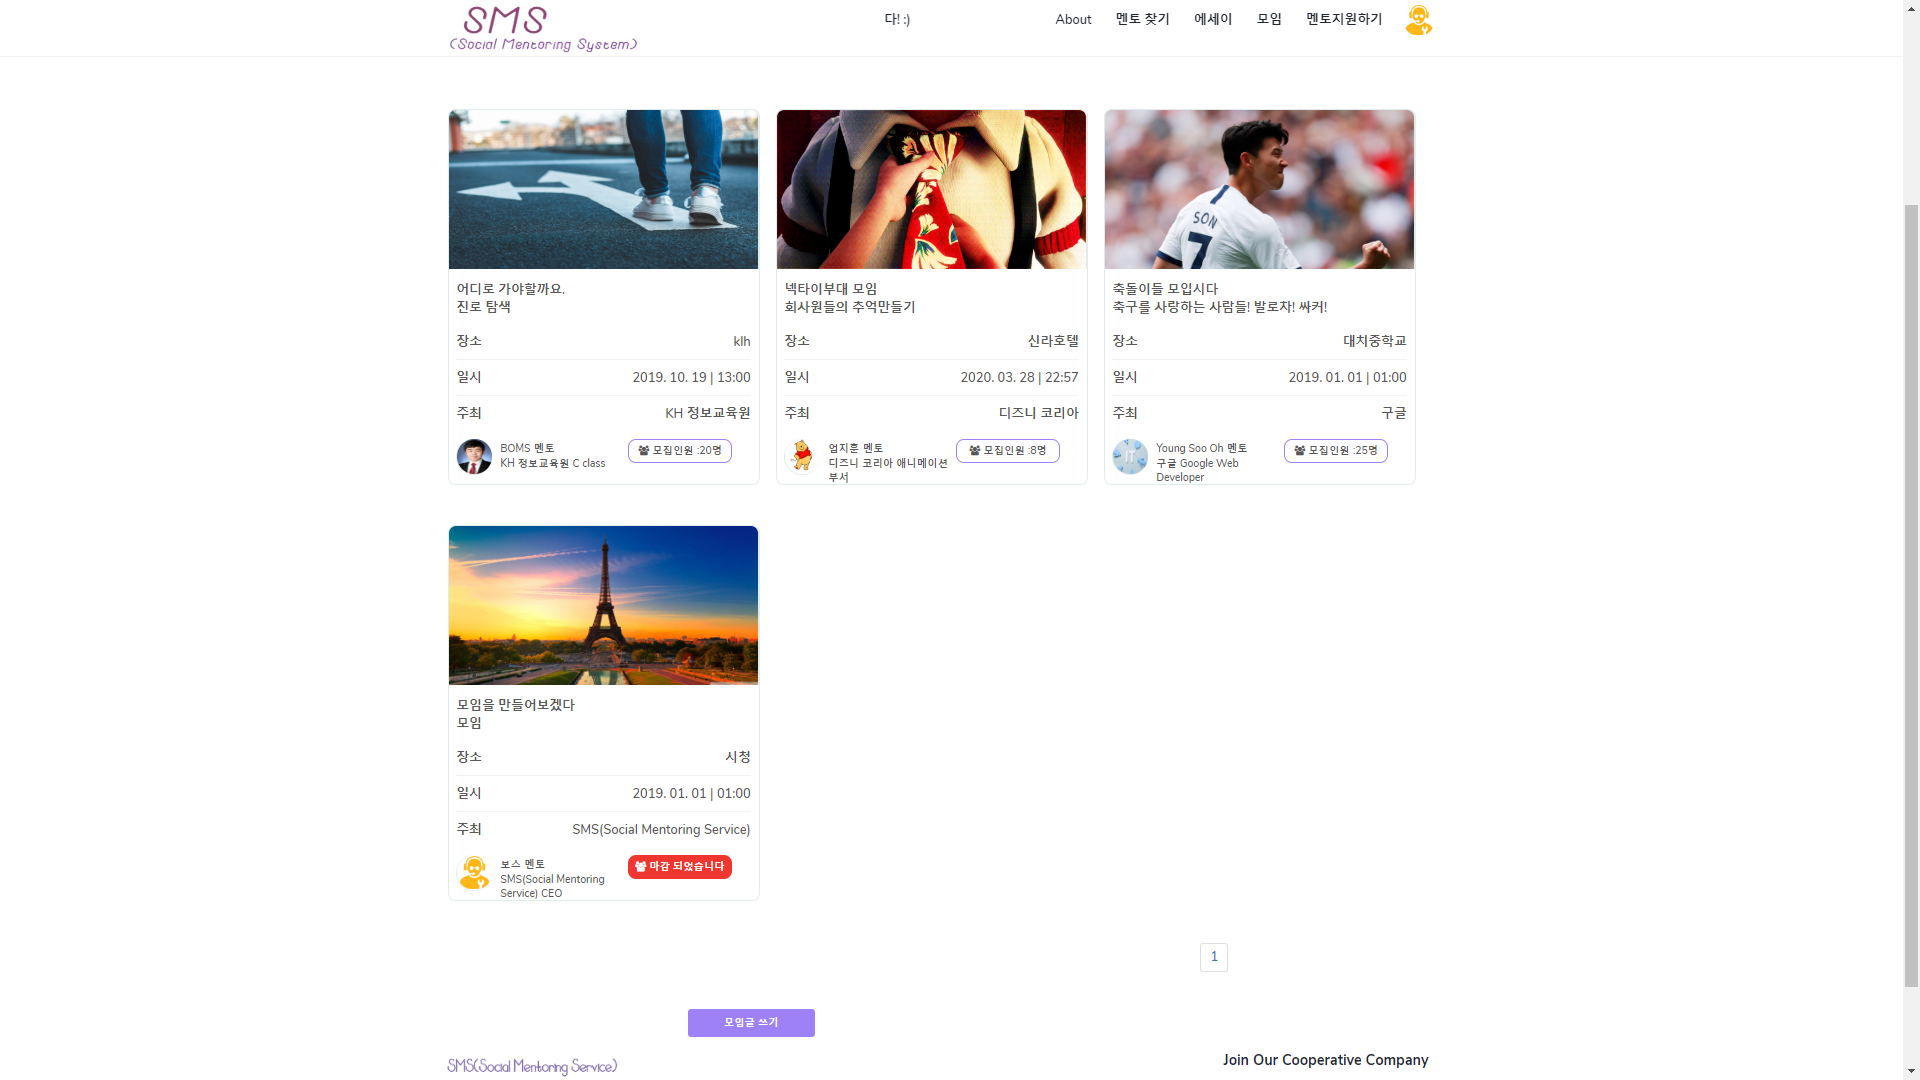 SMS
(Social Mentoring System)
다! :)
About
멘토 찾기
에세이
모임
멘토지원하기
SON
7
어디로 가야할까요.
진로 탐색
장소
klh
일시
2019. 10. 19 | 13:00
주최
KH 정보교육원
BOMS 멘토
KH 정보교육원 C class
모집인원 :20명
넥타이부대 모임
회사원들의 추억만들기
장소
신라호텔
일시
2020. 03. 28 | 22:57
주최
디즈니 코리아
엄지훈 멘토
디즈니 코리아 애니메이션
부서
모집인원 :8명
축돌이들 모입시다
축구를 사랑하는 사람들! 발로차! 싸커!
장소
대치중학교
일시
2019. 01. 01 | 01:00
주최
구글
IT
Young Soo Oh 멘토
구글 Google Web
Developer
모집인원 :25명
모임을 만들어보겠다
모임
장소
시청
일시
2019. 01. 01 | 01:00
주최
SMS(Social Mentoring Service)
보스 멘토
SMS(Social Mentoring
Service) CEO
마감 되었습니다
1
모임글 쓰기
SMS(Social Mentoring Service)
Join Our Cooperative Company